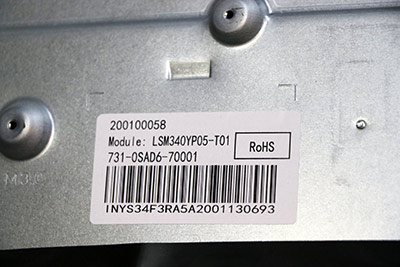 200100058
Module: LSM340YP05-T01
731-0SAD6-70001
RoHS
INYS34F3RA5A2001130693